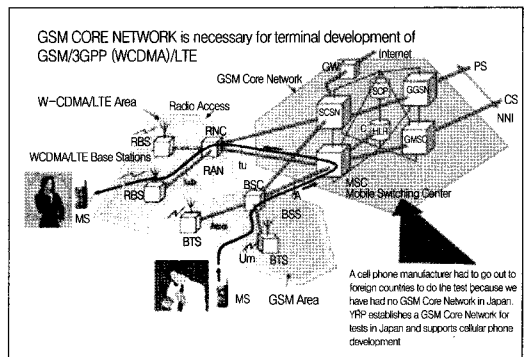 GSM CORE NETWORK is necessary for terminal development of
GSM/3GPP (WCDMA)/LTE
Internet
GW
PS
GSM Core Network
SCP
GGSN
W-CDMA/LTE Area
Radio Access
SCSN
CS
RBS
RNC
HLR
NNI
WCDMA/LTE Base Stations
C
GMSC
RAN
Iub
tu
MSC
Mobile Switching Center
RBS
BSC
A
MS
BSS
BTS
Um
BTS
MS
GSM Area
A cell phone manufacturer had to go out to
foreign countries to do the test because we
have had no GSM Core Network in Japan.
YRP establishes a GSM Core Network for
tests in Japan and supports cellular phone
development